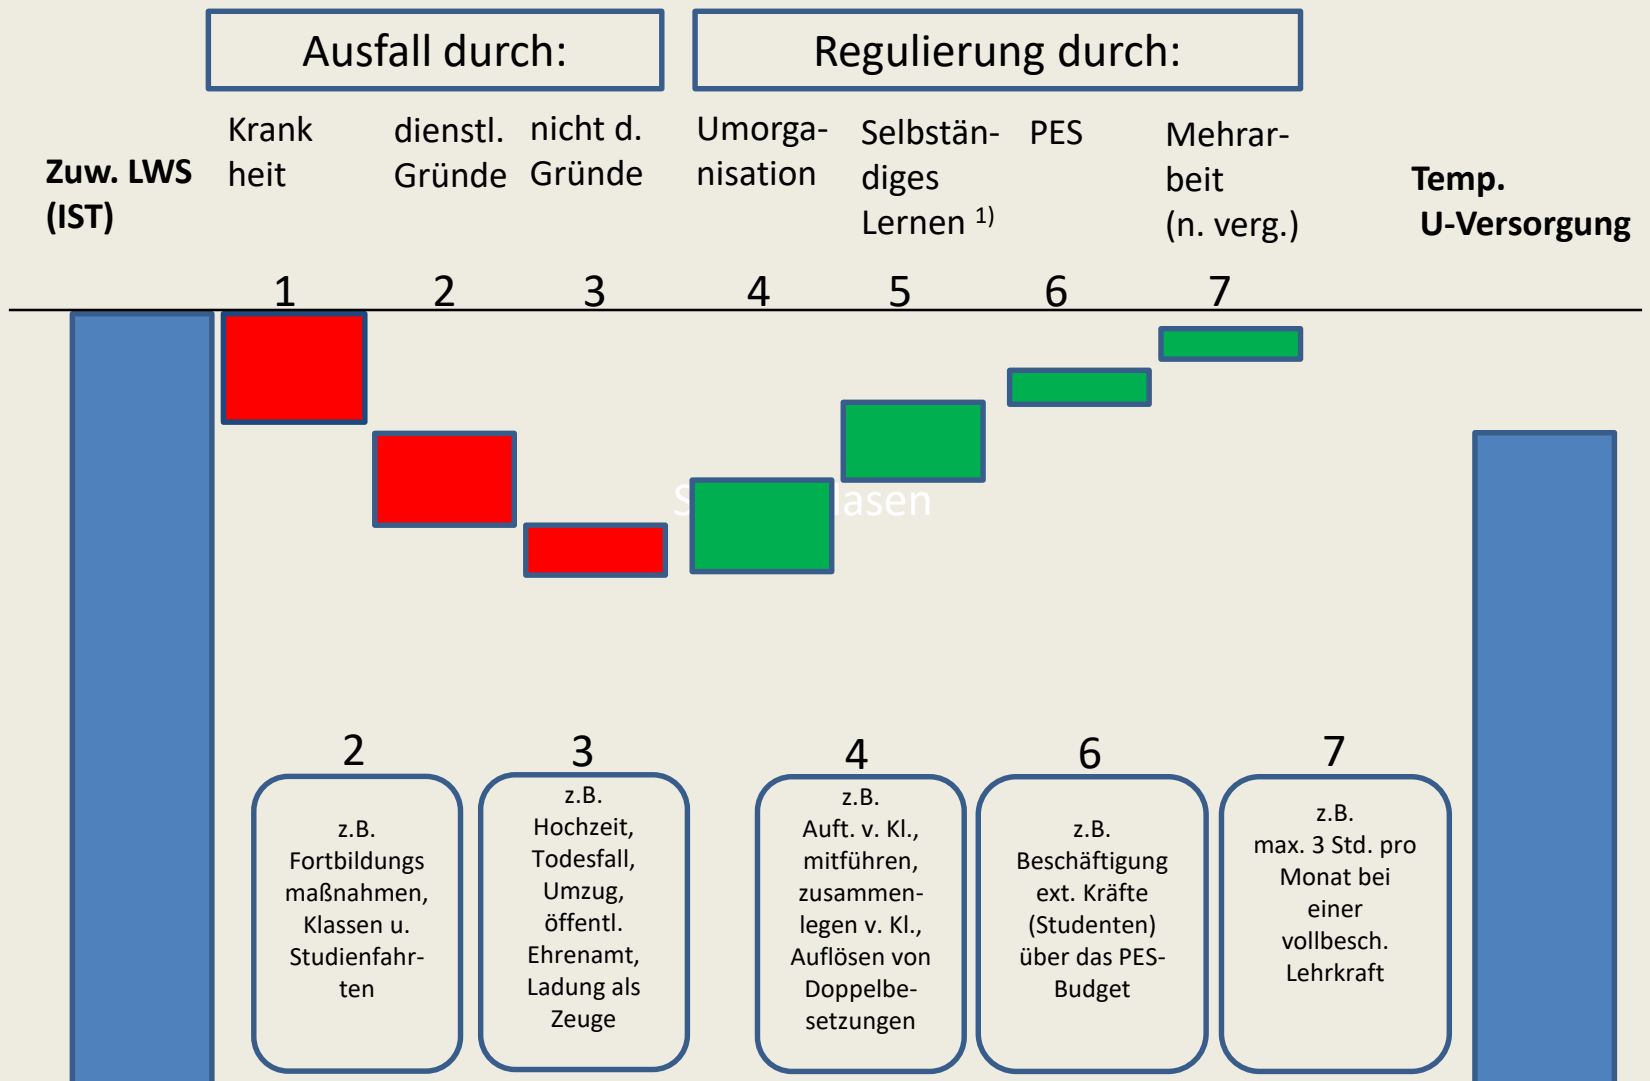 Ausfall durch:
Regulierung durch:
Zuw. LWS
(IST)
Krank
heit
dienstl.
Gründe
nicht d.
Gründe
Umorga-
nisation
Selbstän-
diges
Lernen 1)
PES
Mehrar-
beit
(n. verg.)
Temp.
U-Versorgung
1
2
3
4
5
6
7
2
z.B.
Fortbildungs
maßnahmen,
Klassen u.
Studienfahr-
ten
3
z.B.
Hochzeit,
Todesfall,
Umzug,
öffentl.
Ehrenamt,
Ladung als
Zeuge
4
z.B.
Auft. v. Kl.,
mitführen,
zusammen-
legen v. Kl.,
Auflösen von
Doppelbe-
setzungen
6
z.B.
Beschäftigung
ext. Kräfte
(Studenten)
über das PES-
Budget
7
z.B.
max. 3 Std. pro
Monat bei
einer
vollbesch.
Lehrkraft